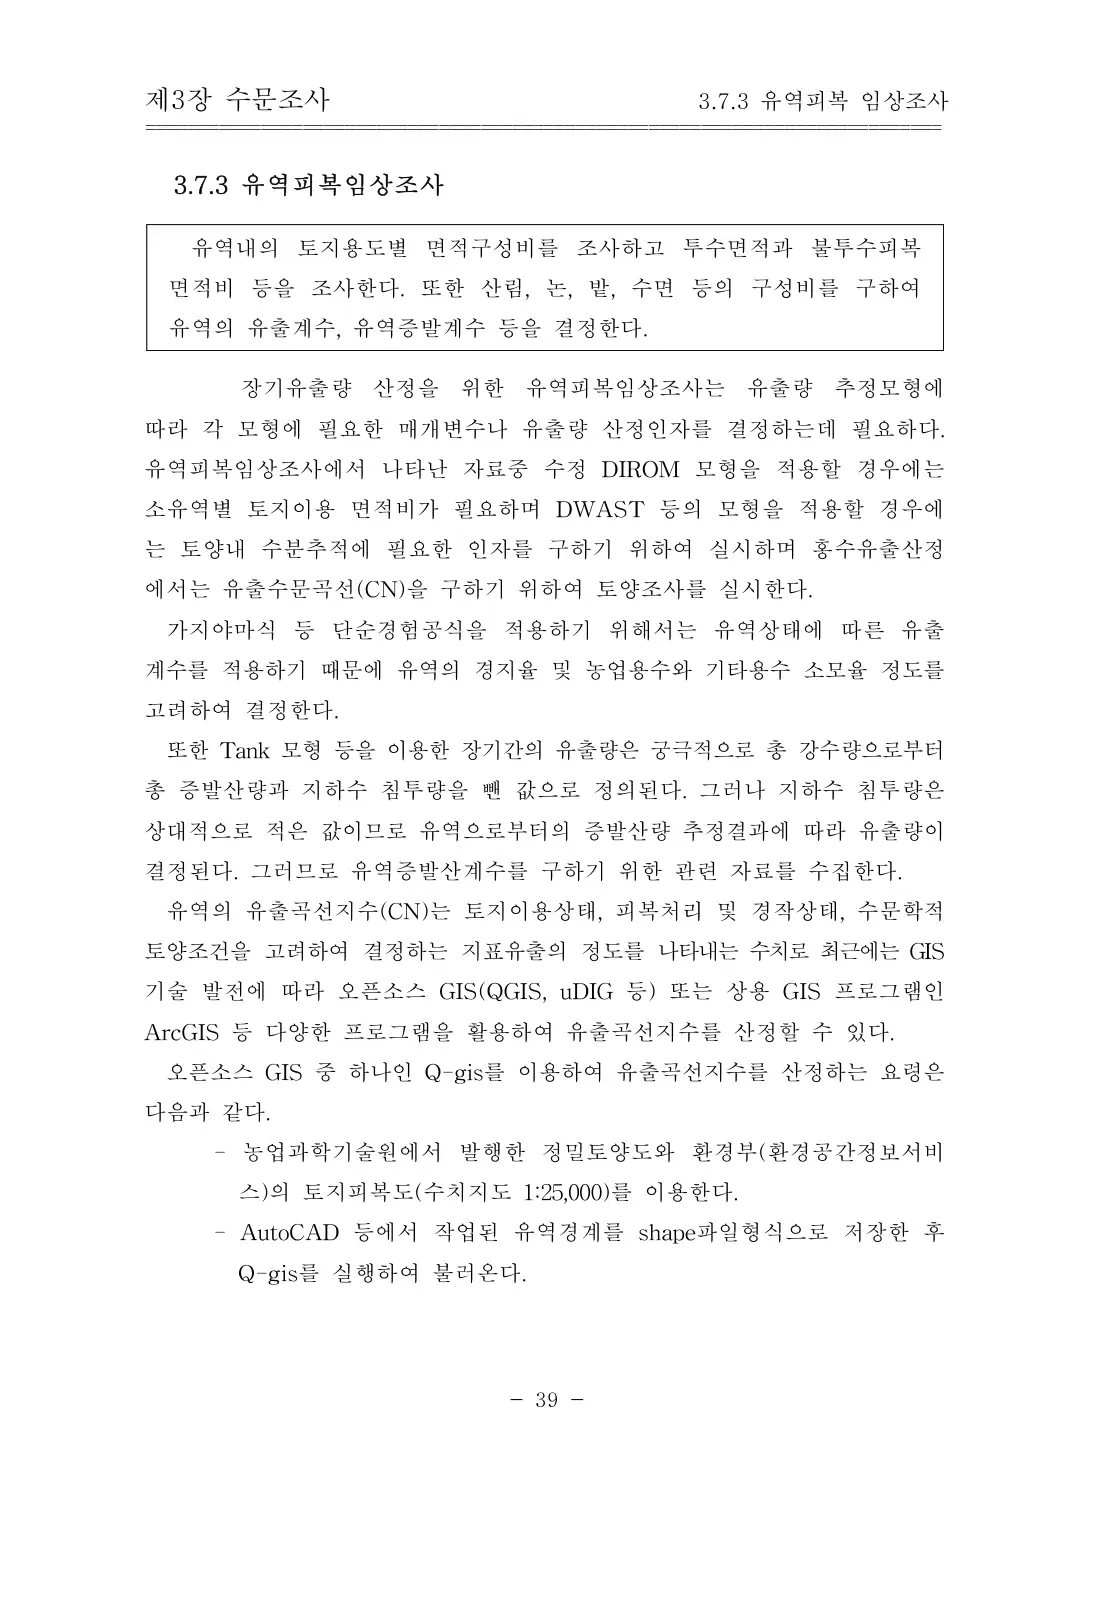 제3장 수문조사
3.7.3 유역피복 임상조사
3.7.3 유역피복임상조사
유역내의 토지용도별 면적구성비를 조사하고 투수면적과 불투수피복
면적비 등을 조사한다. 또한 산림, 논, 밭, 수면 등의 구성비를 구하여
유역의 유출계수, 유역증발계수 등을 결정한다.
장기유출량 산정을 위한 유역피복임상조사는 유출량 추정모형에
따라 각 모형에 필요한 매개변수나 유출량 산정인자를 결정하는데 필요하다.
유역피복임상조사에서 나타난 자료중 수정 DIROM 모형을 적용할 경우에는
소유역별 토지이용 면적비가 필요하며 DWAST 등의 모형을 적용할 경우에
는 토양내 수분추적에 필요한 인자를 구하기 위하여 실시하며 홍수유출산정
에서는 유출수문곡선(CN)을 구하기 위하여 토양조사를 실시한다.
가지야마식 등 단순경험공식을 적용하기 위해서는 유역상태에 따른 유출
계수를 적용하기 때문에 유역의 경지율 및 농업용수와 기타용수 소모율 정도를
고려하여 결정한다.
또한 Tank 모형 등을 이용한 장기간의 유출량은 궁극적으로 총 강수량으로부터
총 증발산량과 지하수 침투량을 뺀 값으로 정의된다. 그러나 지하수 침투량은
상대적으로 적은 값이므로 유역으로부터의 증발산량 추정결과에 따라 유출량이
결정된다. 그러므로 유역증발산계수를 구하기 위한 관련 자료를 수집한다.
유역의 유출곡선지수(CN)는 토지이용상태, 피복처리 및 경작상태, 수문학적
토양조건을 고려하여 결정하는 지표유출의 정도를 나타내는 수치로 최근에는 GIS
기술 발전에 따라 오픈소스 GIS(QGIS, uDIG 등) 또는 상용 GIS 프로그램인
ArcGIS 등 다양한 프로그램을 활용하여 유출곡선지수를 산정할 수 있다.
오픈소스 GIS 중 하나인 Q-gis를 이용하여 유출곡선지수를 산정하는 요령은
다음과 같다.
- 농업과학기술원에서 발행한 정밀토양도와 환경부(환경공간정보서비
스)의 토지피복도(수치지도 1:25,000)를 이용한다.
- AutoCAD 등에서 작업된 유역경계를 shape파일형식으로 저장한 후
Q-gis를 실행하여 불러온다.
- 39 -